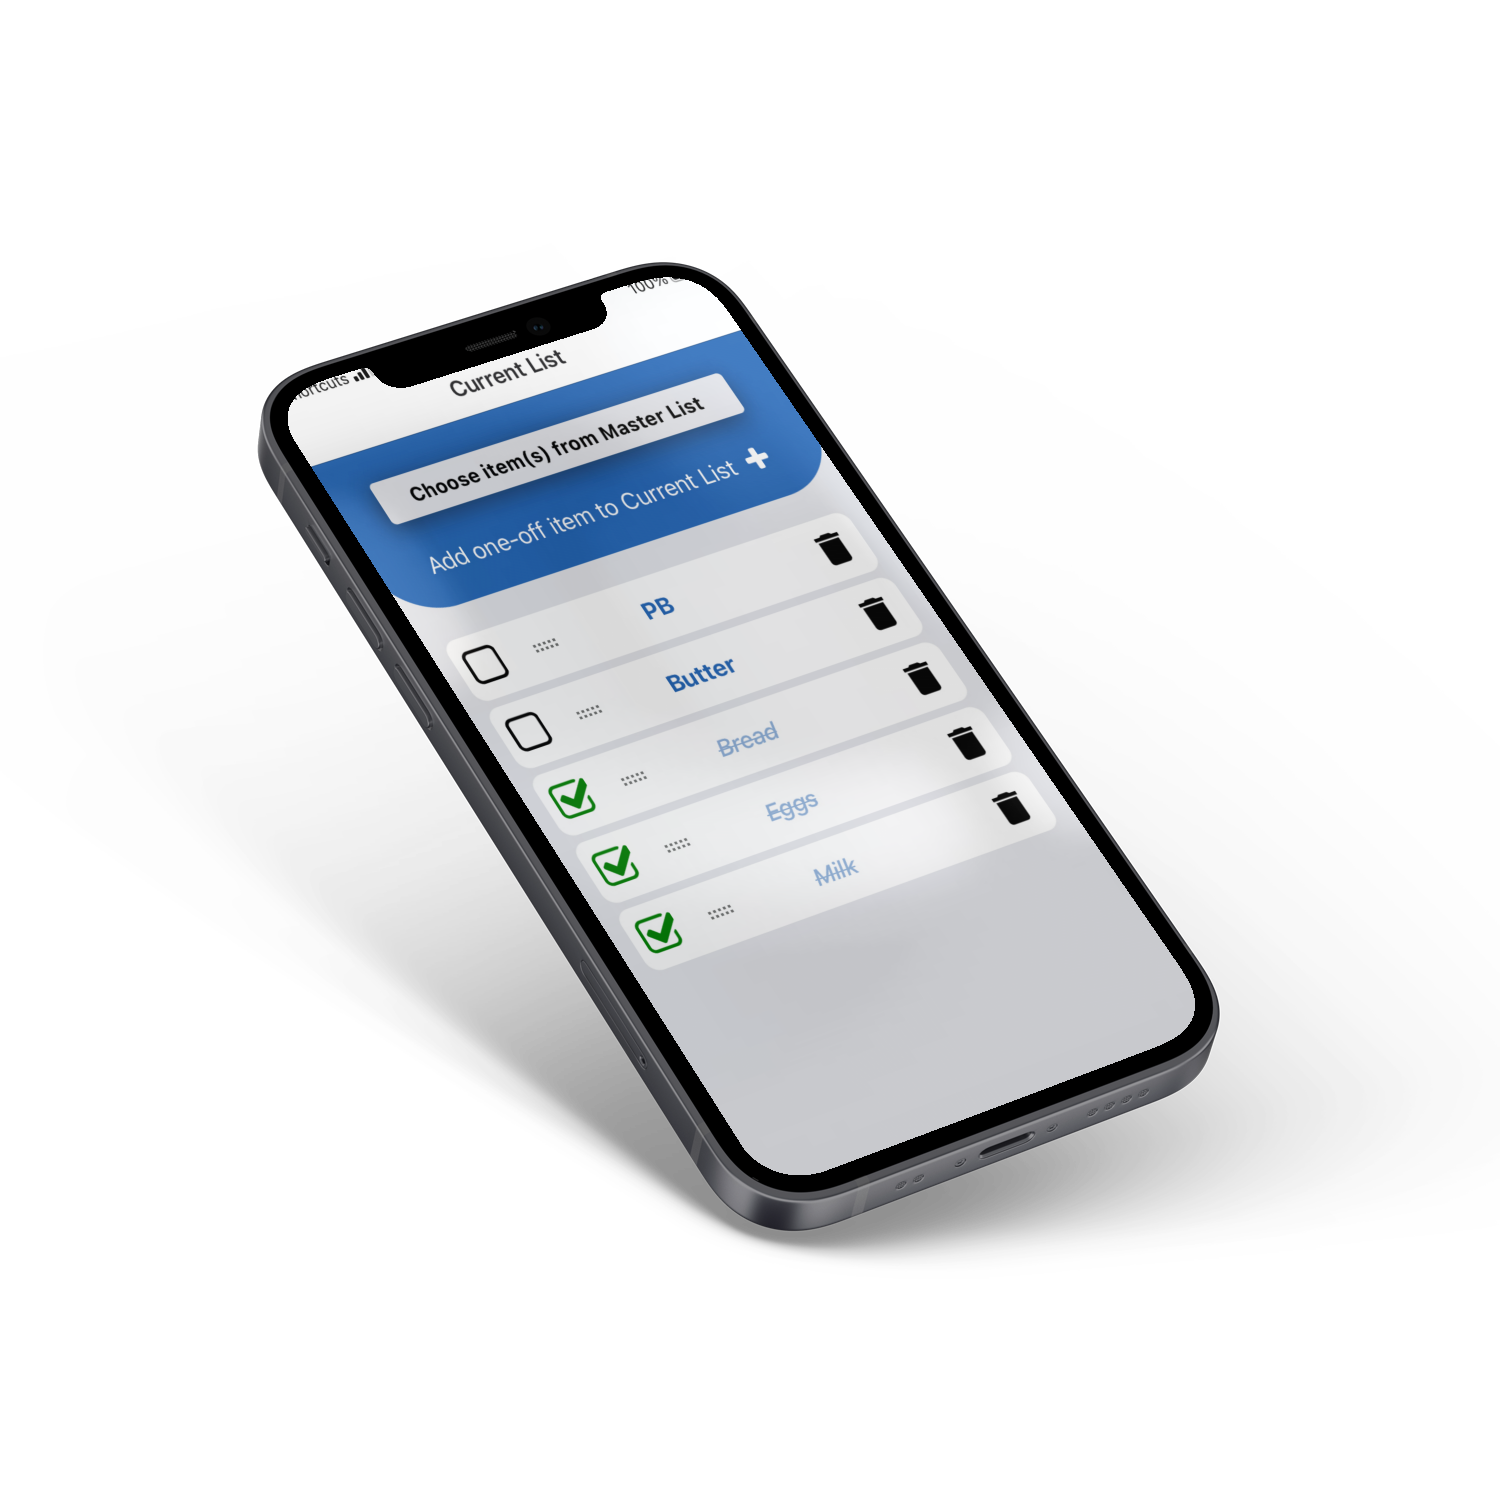 100%
Current List
Choose item(s) from Master List
Add one-off item to Current List
PB
Butter
Bread
Eggs
Milk